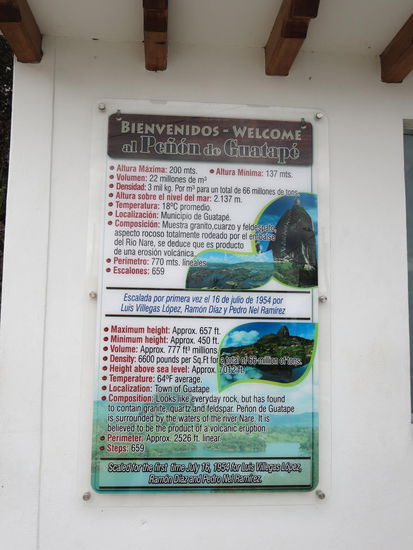 BIENVENIDOS - WELCOME
al Peñón de Guatapé
• Altura Máxima: 200 mts. • Altura Mínima: 137 mts.
• Volumen: 22 millones de m³
• Densidad: 3 mil kg. Por m³ para un total de 66 millones de tons.
• Altura sobre el nivel del mar: 2.137 m.
• Temperatura: 18ºC promedio.
• Localización: Municipio de Guatapé.
• Composición: Muestra granito,cuarzo y feldespato,
aspecto rocoso totalmente rodeado por el embalse
del Río Nare, se deduce que es producto
de una erosión volcánica.
• Perímetro: 770 mts. lineales
• Escalones: 659
Escalada por primera vez el 16 de julio de 1954 por
Luis Villegas López, Ramón Díaz y Pedro Nel Ramírez
• Maximum height: Approx. 657 ft.
• Minimum height: Approx. 450 ft.
• Volume: Approx. 777 ft³ millions
• Density: 6600 pounds per Sq.Ft for a total of 66 million of tons.
• Height above sea level: Approx. 7012 ft.
• Temperature: 64ºF average.
• Localization: Town of Guatape
• Composition: Looks like everyday rock, but has found
to contain granite, quartz and feldspar. Peñon de Guatape
is surrounded by the waters of the river Nare. It is
believed to be the product of a volcanic eruption
• Perimeter: Approx. 2526 ft. linear
• Steps: 659
Scaled for the first time July 16, 1954 for Luis Villegas López,
Ramón Díaz and Pedro Nel Ramírez.